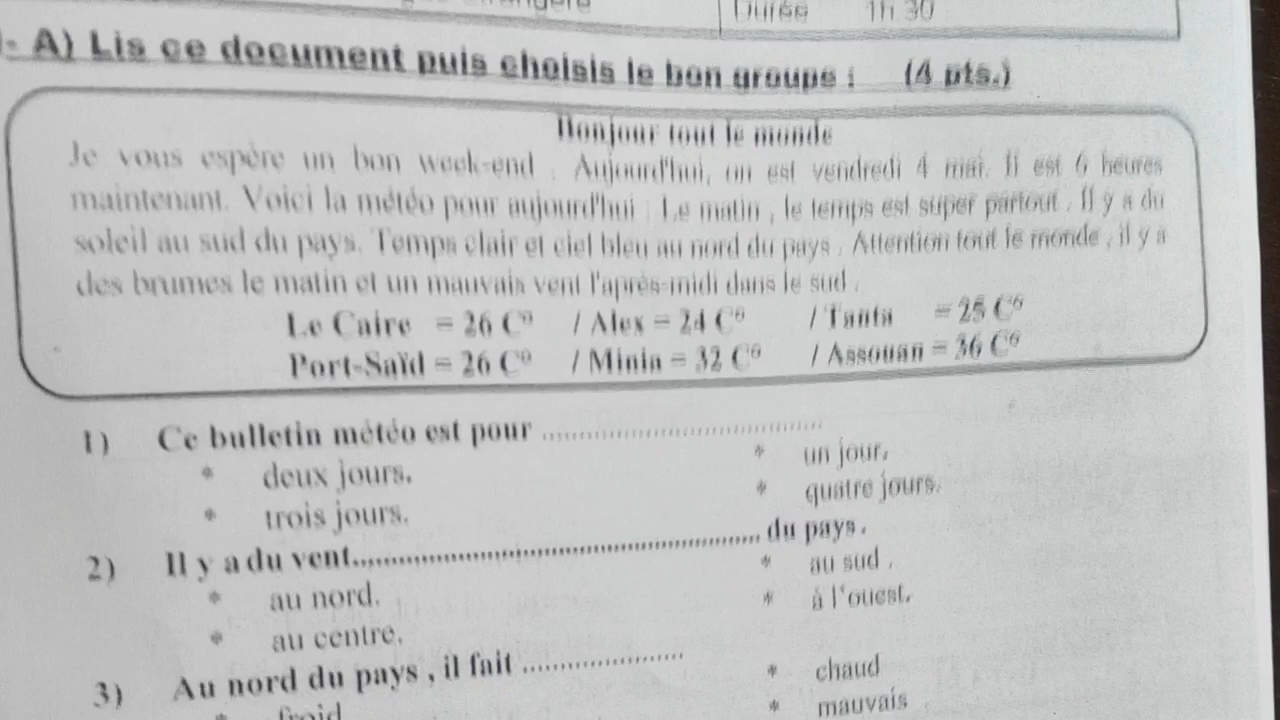 Durée 1h 30
A) Lis ce document puis choisis le bon groupe : (4 pts.)
Bonjour tout le monde
Je vous espère un bon week-end . Aujourd'hui, on est vendredi 4 mai. Il est 6 heures
maintenant. Voici la météo pour aujourd'hui : Le matin , le temps est super partout . Il y a du
soleil au sud du pays. Temps clair et ciel bleu au nord du pays . Attention tout le monde , il y a
des brumes le matin et un mauvais vent l'après-midi dans le sud .
Le Caire = 26 C⁰ / Alex = 24 C⁰ / Tanta = 25 C⁰
Port-Saïd = 26 C⁰ / Minia = 32 C⁰ / Assouan = 36 C⁰
1) Ce bulletin météo est pour ........................................
* deux jours. * un jour.
* trois jours. * quatre jours.
2) Il y a du vent............................................................ du pays .
* au nord. * au sud .
* au centre. * à l'ouest.
3) Au nord du pays , il fait ......................
* froid * chaud
* mauvais